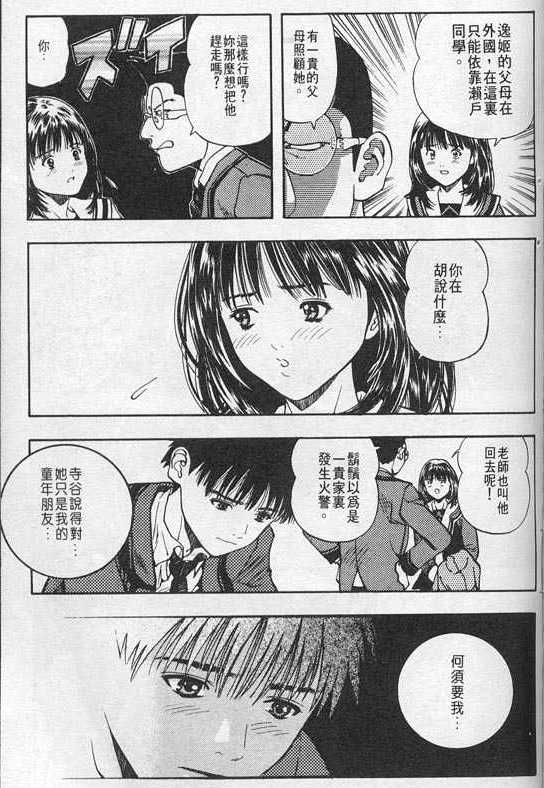 逸姬的父母在
外國，在這裏
只能依靠瀨戶
同學。
有一貴的父
母照顧她。
這樣行嗎？
妳那麼想把他
趕走嗎？
ズイ
你…
你在
胡說什麼…
老師也叫他
回去呢！
鬍鬚以為是
一貴家裏
發生火警。
寺谷說得對…
她只是我的
童年朋友…
何須要我…